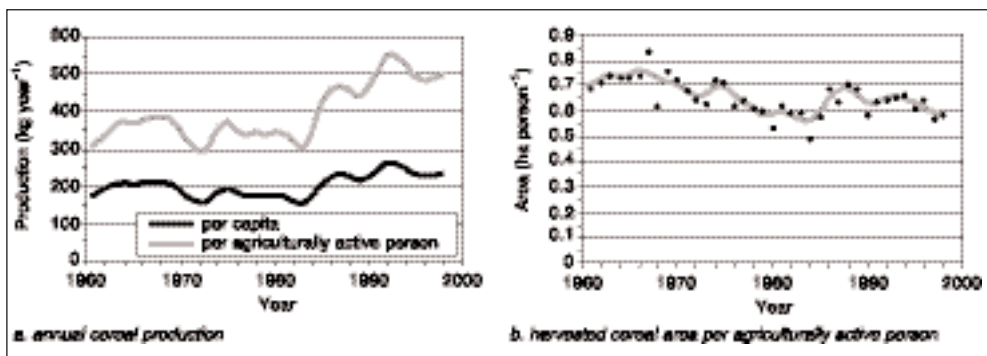 600
500
400
300
200
100
0
Production (kg year⁻¹)
per capita
per agriculturally active person
1960 1970 1980 1990 2000
Year
a. annual cereal production
0.9
0.8
0.7
0.6
0.5
0.4
0.3
0.2
0.1
0
Area (ha person⁻¹)
1960 1970 1980 1990 2000
Year
b. harvested cereal area per agriculturally active person